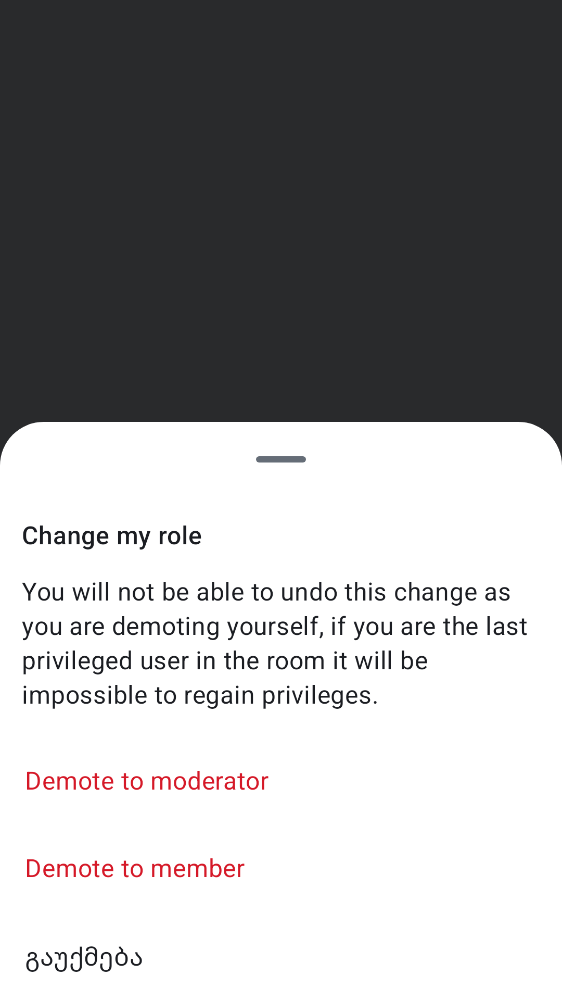 Change my role
You will not be able to undo this change as
you are demoting yourself, if you are the last
privileged user in the room it will be
impossible to regain privileges.
Demote to moderator
Demote to member
გაუქმება